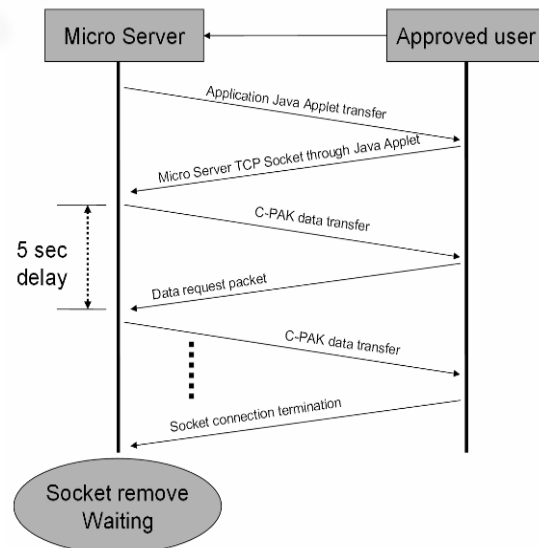 Micro Server
Approved user
Application Java Applet transfer
Micro Server TCP Socket through Java Applet
C-PAK data transfer
5 sec
delay
Data request packet
C-PAK data transfer
Socket connection termination
Socket remove
Waiting